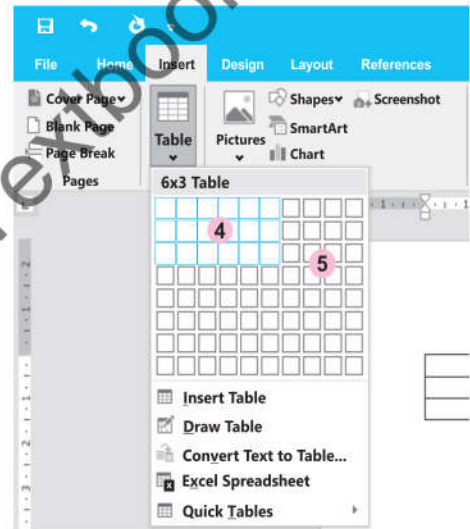 File Home Insert Design Layout References
Cover Page Shapes Screenshot
Blank Page Table Pictures SmartArt
Page Break Chart
Pages
6x3 Table
4
5
Insert Table
Draw Table
Convert Text to Table...
Excel Spreadsheet
Quick Tables